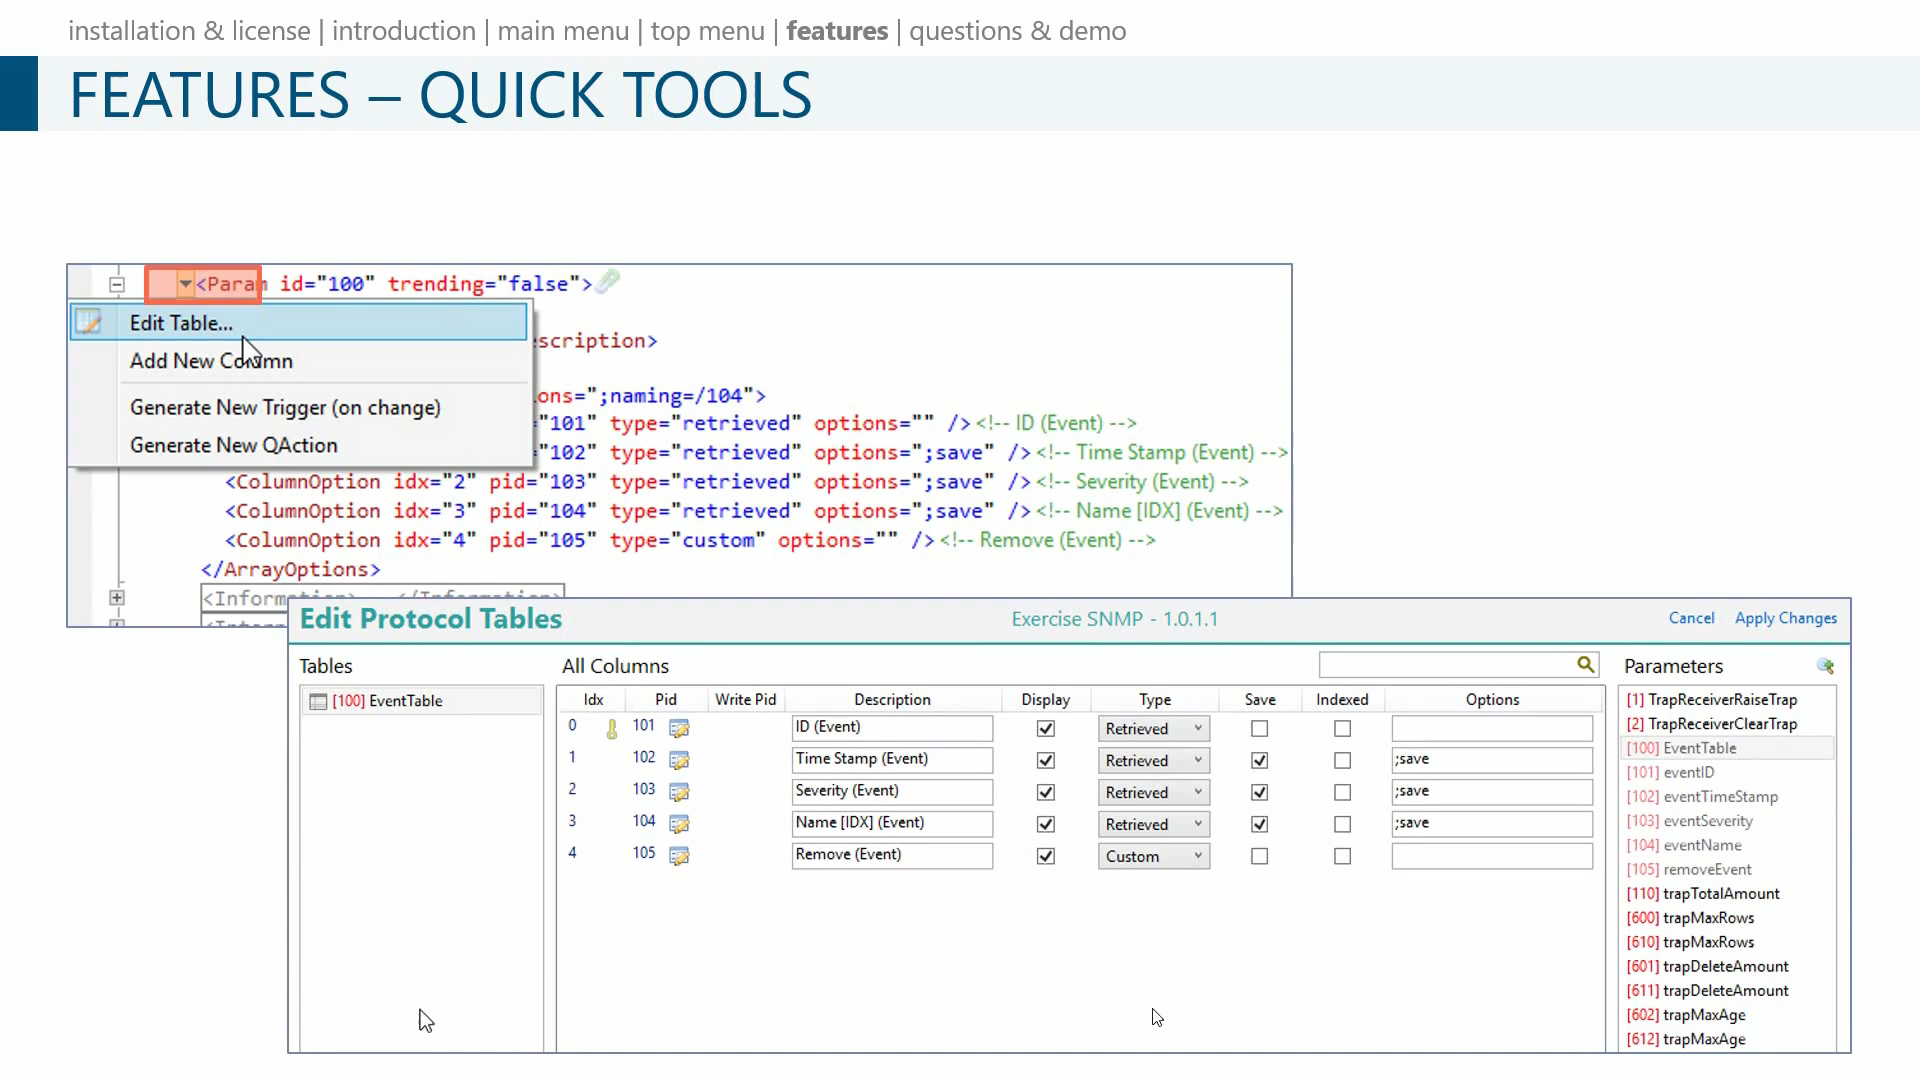 installation & license | introduction | main menu | top menu | features | questions & demo
FEATURES – QUICK TOOLS
<Param id="100" trending="false">
Edit Table...
scription>
Add New Column
ons=";naming=/104">
Generate New Trigger (on change)
"101" type="retrieved" options="" /><!-- ID (Event) -->
Generate New QAction
"102" type="retrieved" options=";save" /><!-- Time Stamp (Event) -->
<ColumnOption idx="2" pid="103" type="retrieved" options=";save" /><!-- Severity (Event) -->
<ColumnOption idx="3" pid="104" type="retrieved" options=";save" /><!-- Name [IDX] (Event) -->
<ColumnOption idx="4" pid="105" type="custom" options="" /><!-- Remove (Event) -->
</ArrayOptions>
Edit Protocol Tables
Exercise SNMP - 1.0.1.1
Cancel Apply Changes
Tables
[100] EventTable
All Columns
Idx Pid Write Pid Description Display Type Save Indexed Options
0 101 ID (Event) Retrieved
1 102 Time Stamp (Event) Retrieved ;save
2 103 Severity (Event) Retrieved ;save
3 104 Name [IDX] (Event) Retrieved ;save
4 105 Remove (Event) Custom
Parameters
[1] TrapReceiverRaiseTrap
[2] TrapReceiverClearTrap
[100] EventTable
[101] eventID
[102] eventTimeStamp
[103] eventSeverity
[104] eventName
[105] removeEvent
[110] trapTotalAmount
[600] trapMaxRows
[610] trapMaxRows
[601] trapDeleteAmount
[611] trapDeleteAmount
[602] trapMaxAge
[612] trapMaxAge